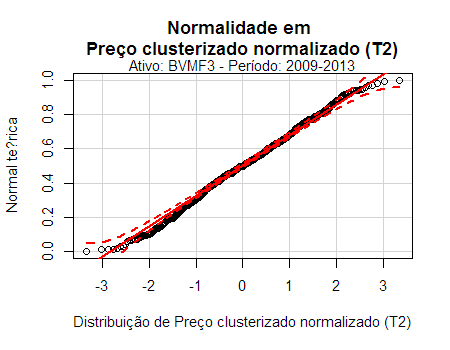 Normalidade em
Preço clusterizado normalizado (T2)
Ativo: BVMF3 - Período: 2009-2013
Normal te?rica
1.0
0.8
0.6
0.4
0.2
0.0
-3 -2 -1 0 1 2 3
Distribuição de Preço clusterizado normalizado (T2)